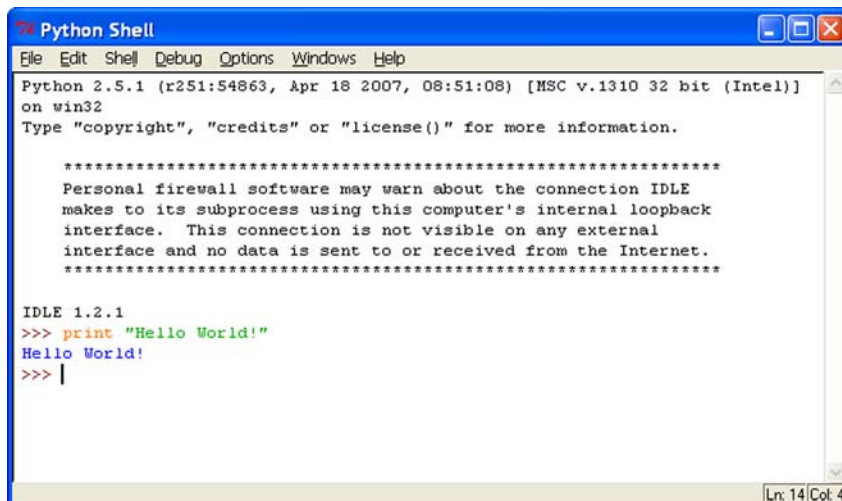 Python Shell
File Edit Shell Debug Options Windows Help
Python 2.5.1 (r251:54863, Apr 18 2007, 08:51:08) [MSC v.1310 32 bit (Intel)]
on win32
Type "copyright", "credits" or "license()" for more information.
****************************************************************
Personal firewall software may warn about the connection IDLE
makes to its subprocess using this computer's internal loopback
interface.  This connection is not visible on any external
interface and no data is sent to or received from the Internet.
****************************************************************
IDLE 1.2.1
>>> print "Hello World!"
Hello World!
>>>
Ln: 14 Col: 4